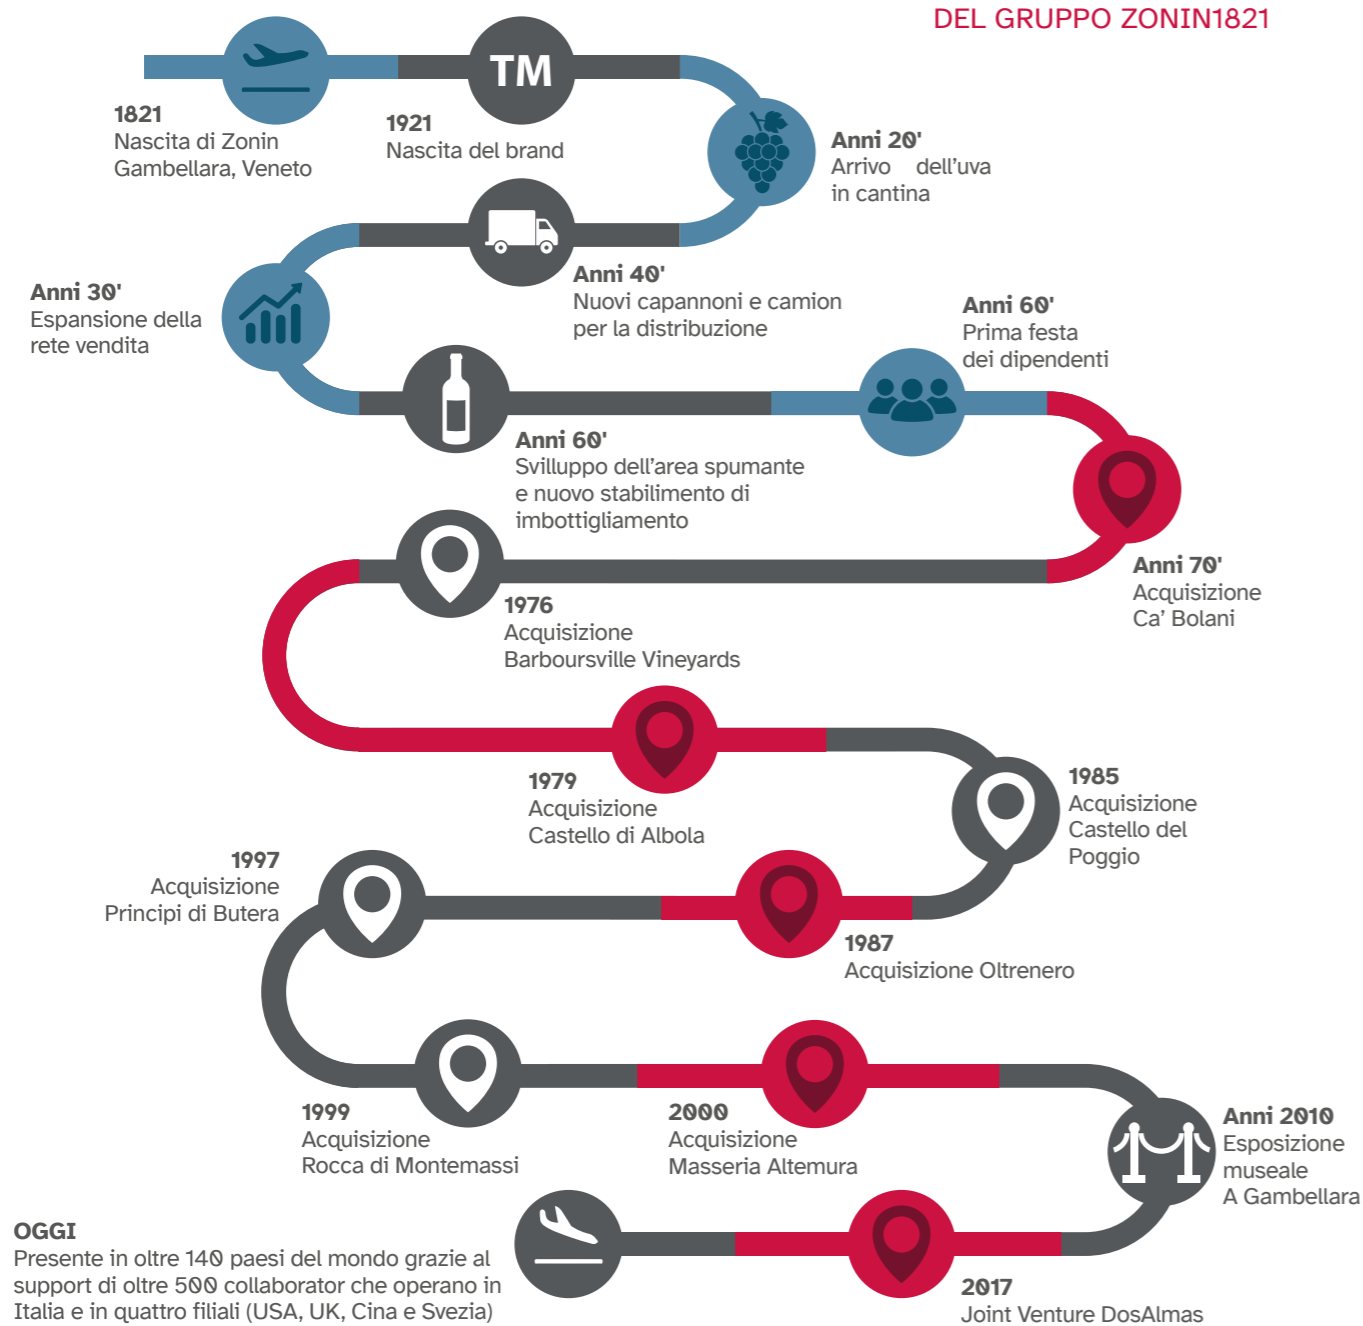 DEL GRUPPO ZONIN1821
TM
1821
Nascita di Zonin
Gambellara, Veneto
1921
Nascita del brand
Anni 20'
Arrivo dell’uva
in cantina
Anni 40'
Nuovi capannoni e camion
per la distribuzione
Anni 30'
Espansione della
rete vendita
Anni 60'
Prima festa
dei dipendenti
Anni 60'
Sviluppo dell’area spumante
e nuovo stabilimento di
imbottigliamento
Anni 70'
Acquisizione
Ca’ Bolani
1976
Acquisizione
Barboursville Vineyards
1979
Acquisizione
Castello di Albola
1985
Acquisizione
Castello del
Poggio
1987
Acquisizione Oltrenero
1997
Acquisizione
Principi di Butera
1999
Acquisizione
Rocca di Montemassi
2000
Acquisizione
Masseria Altemura
Anni 2010
Esposizione
museale
A Gambellara
2017
Joint Venture DosAlmas
OGGI
Presente in oltre 140 paesi del mondo grazie al
support di oltre 500 collaborator che operano in
Italia e in quattro filiali (USA, UK, Cina e Svezia)